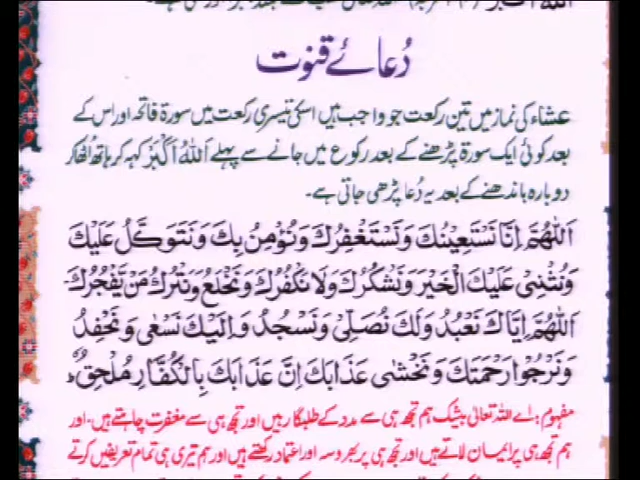 دُعائے قنوت
عشاء کی نماز میں تین رکعت جو واجب ہیں اسکی تیسری رکعت میں سورۃ فاتحہ اور اس کے
بعد کوئی ایک سورۃ پڑھنے کے بعد رکوع میں جانے سے پہلے اَللهُ اَكْبَرْ کہہ کر ہاتھ اُٹھا کر
دوبارہ باندھنے کے بعد یہ دُعا پڑھی جاتی ہے۔
اَللّٰهُمَّ اِنَّا نَسْتَعِيْنُكَ وَنَسْتَغْفِرُكَ وَنُؤْمِنُ بِكَ وَنَتَوَكَّلُ عَلَيْكَ
وَنُثْنِىْ عَلَيْكَ الْخَيْرَ وَنَشْكُرُكَ وَلَا نَكْفُرُكَ وَنَخْلَعُ وَنَتْرُكُ مَنْ يَّفْجُرُكَ
اَللّٰهُمَّ اِيَّاكَ نَعْبُدُ وَلَكَ نُصَلِّىْ وَنَسْجُدُ وَاِلَيْكَ نَسْعٰى وَنَحْفِدُ
وَنَرْجُوْا رَحْمَتَكَ وَنَخْشٰى عَذَابَكَ اِنَّ عَذَابَكَ بِالْكُفَّارِ مُلْحِقٌ ؕ
مفہوم: اے اللہ تعالیٰ بیشک ہم تجھ ہی سے مدد کے طلبگار ہیں اور تجھ ہی سے مغفرت چاہتے ہیں۔ اور
ہم تجھ ہی پر ایمان لاتے ہیں اور تجھ ہی پر بھروسہ اور اعتماد رکھتے ہیں اور ہم تیری ہی تمام تعریفیں کرتے